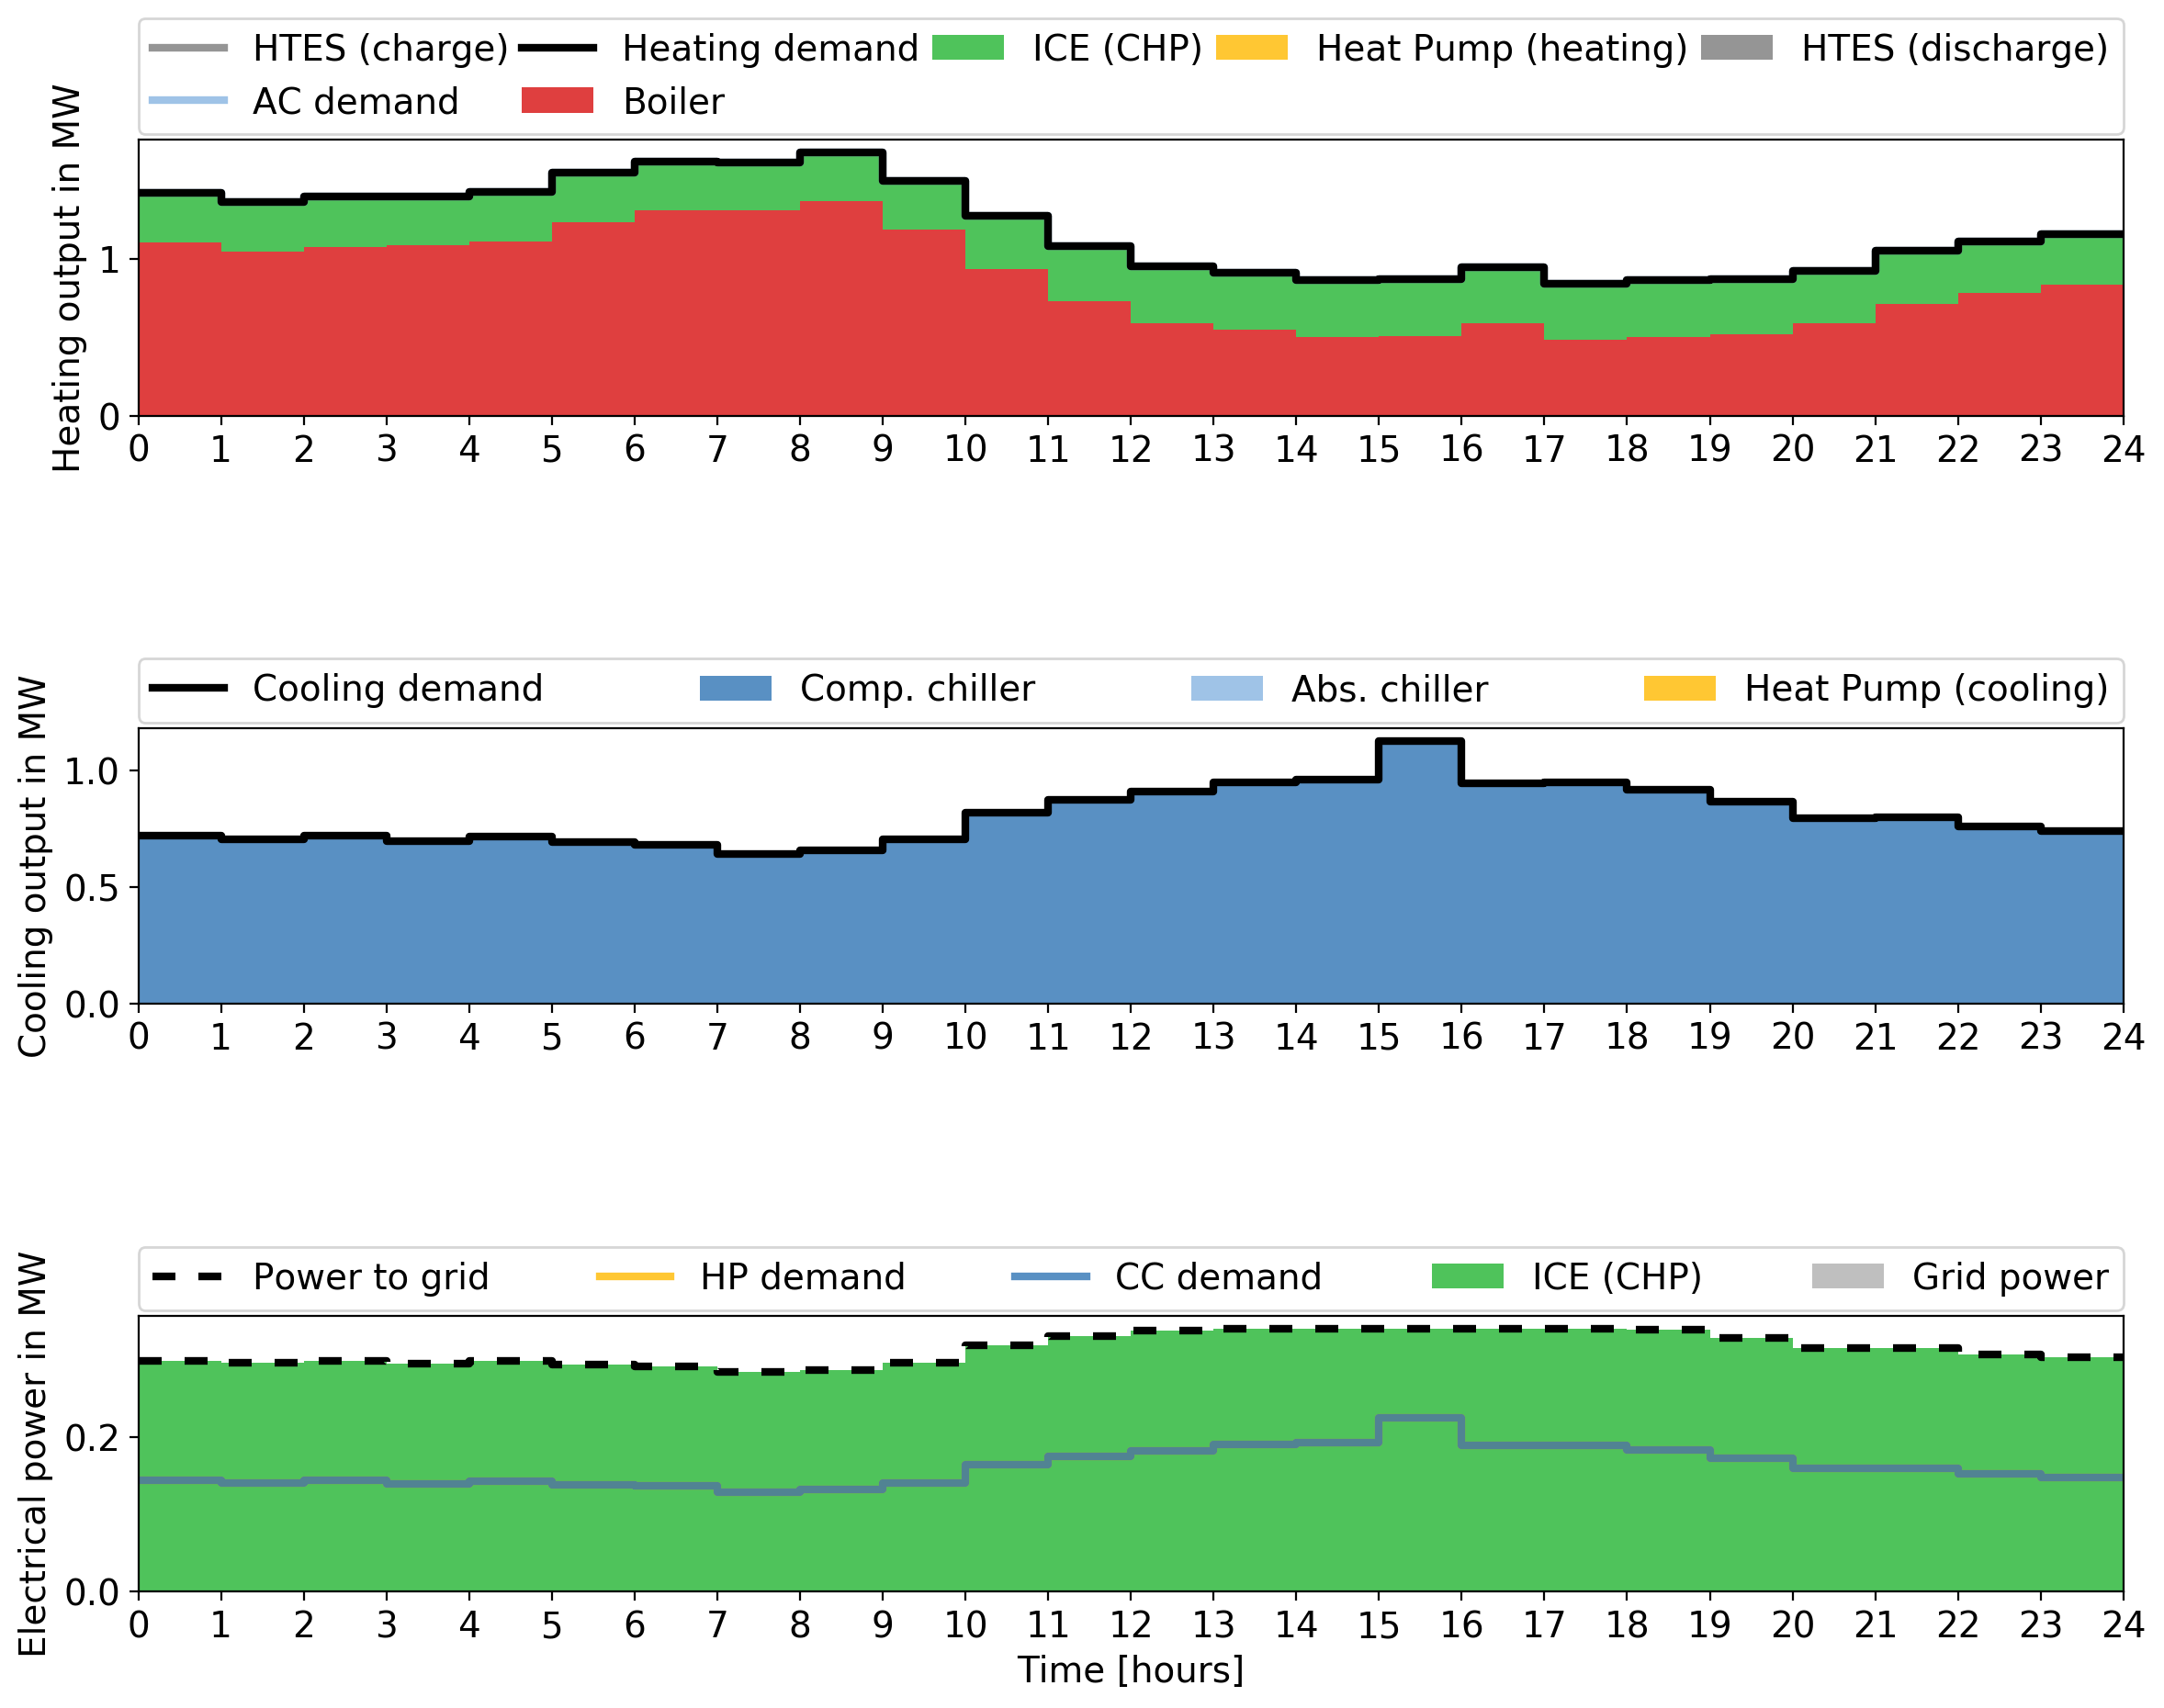 HTES (charge) Heating demand ICE (CHP) Heat Pump (heating) HTES (discharge)
AC demand Boiler
Heating output in MW
1
0
0 1 2 3 4 5 6 7 8 9 10 11 12 13 14 15 16 17 18 19 20 21 22 23 24
Cooling demand Comp. chiller Abs. chiller Heat Pump (cooling)
Cooling output in MW
1.0
0.5
0.0
0 1 2 3 4 5 6 7 8 9 10 11 12 13 14 15 16 17 18 19 20 21 22 23 24
Power to grid HP demand CC demand ICE (CHP) Grid power
Electrical power in MW
0.2
0.0
0 1 2 3 4 5 6 7 8 9 10 11 12 13 14 15 16 17 18 19 20 21 22 23 24
Time [hours]